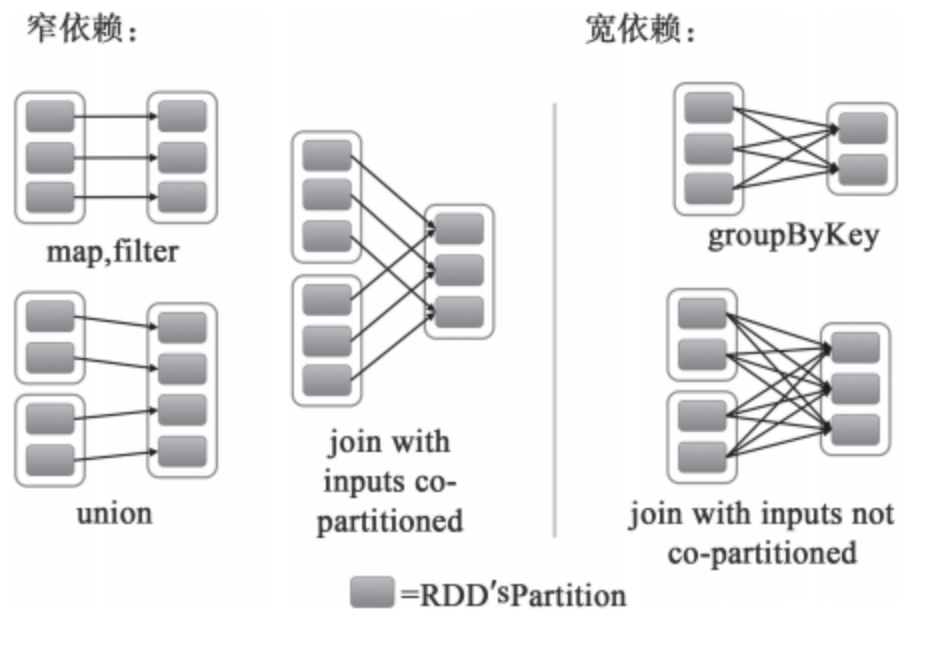 窄依赖：
宽依赖：
map,filter
union
join with
inputs co-
partitioned
groupByKey
join with inputs not
co-partitioned
=RDD'sPartition